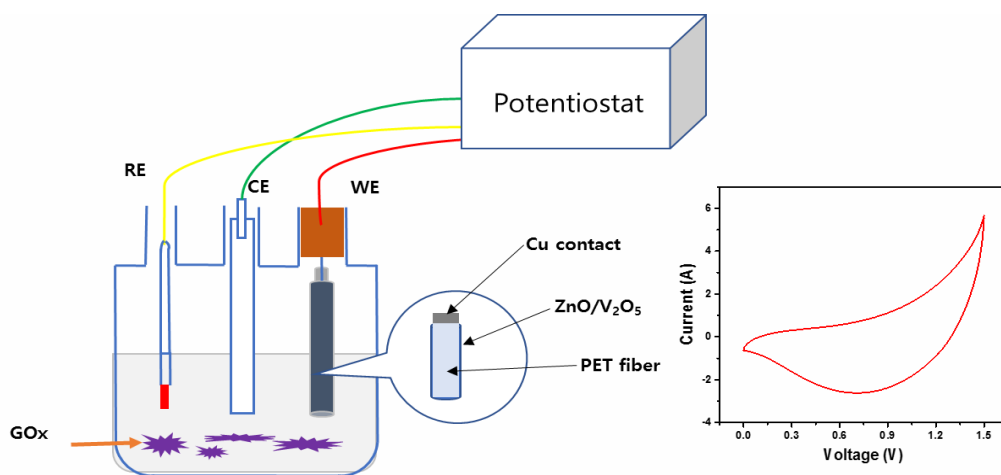 Potentiostat
RE
CE
WE
Cu contact
ZnO/V₂O₅
PET fiber
GOx
Current (A)
6
4
2
0
-2
-4
0.0 0.3 0.6 0.9 1.2 1.5
Voltage (V)